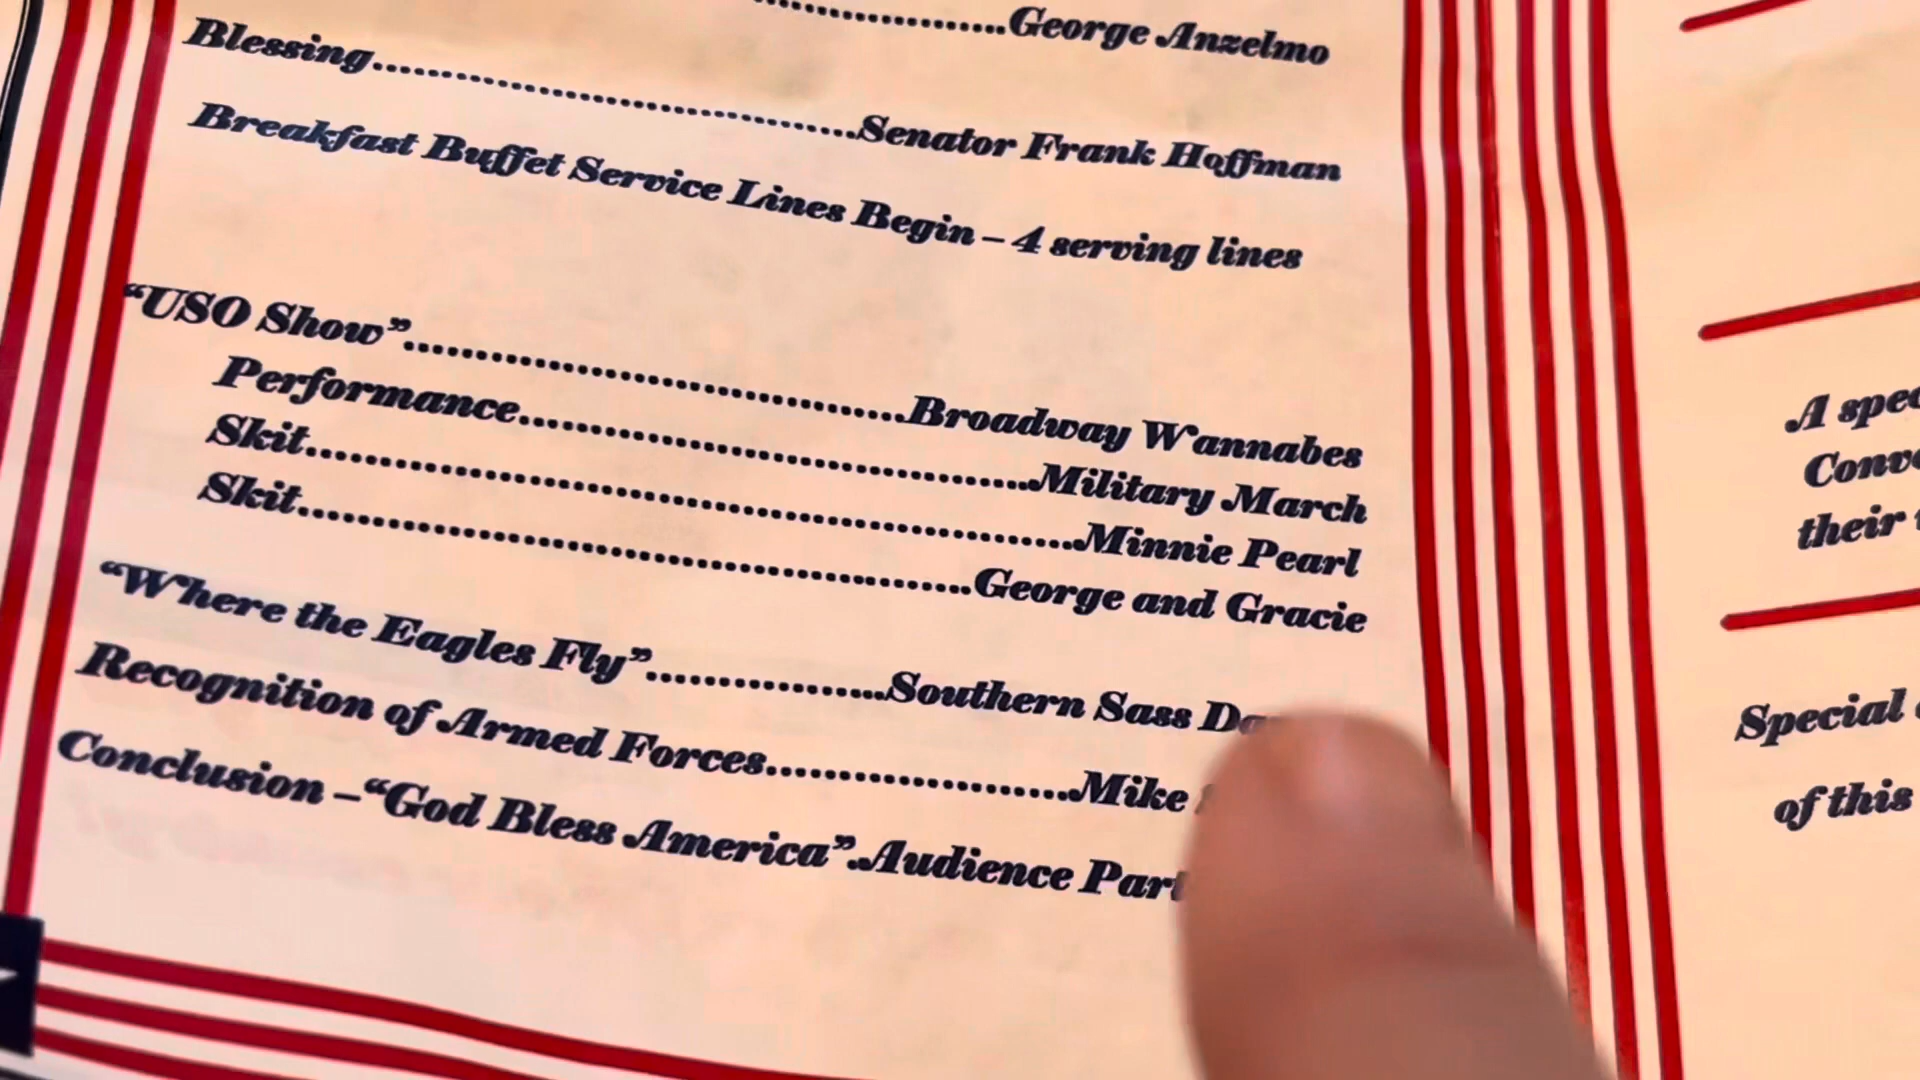 .................George Anzelmo
Blessing.......................................Senator Frank Hoffman
Breakfast Buffet Service Lines Begin – 4 serving lines
“USO Show”........................................Broadway Wannabes
Performance..........................................Military March
Skit..............................................................Minnie Pearl
Skit......................................................George and Gracie
“Where the Eagles Fly”....................Southern Sass
Recognition of Armed Forces........................Mike
Conclusion –“God Bless America”..Audience
A
their
Special
of this